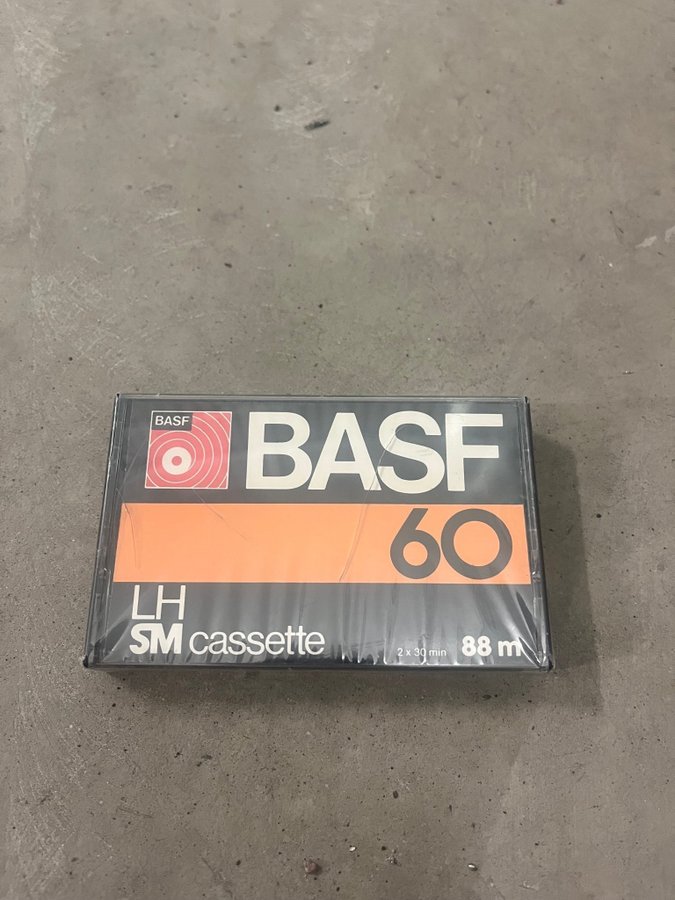 BASF
BASF
60
LH
SM cassette
2 x 30 min
88 m